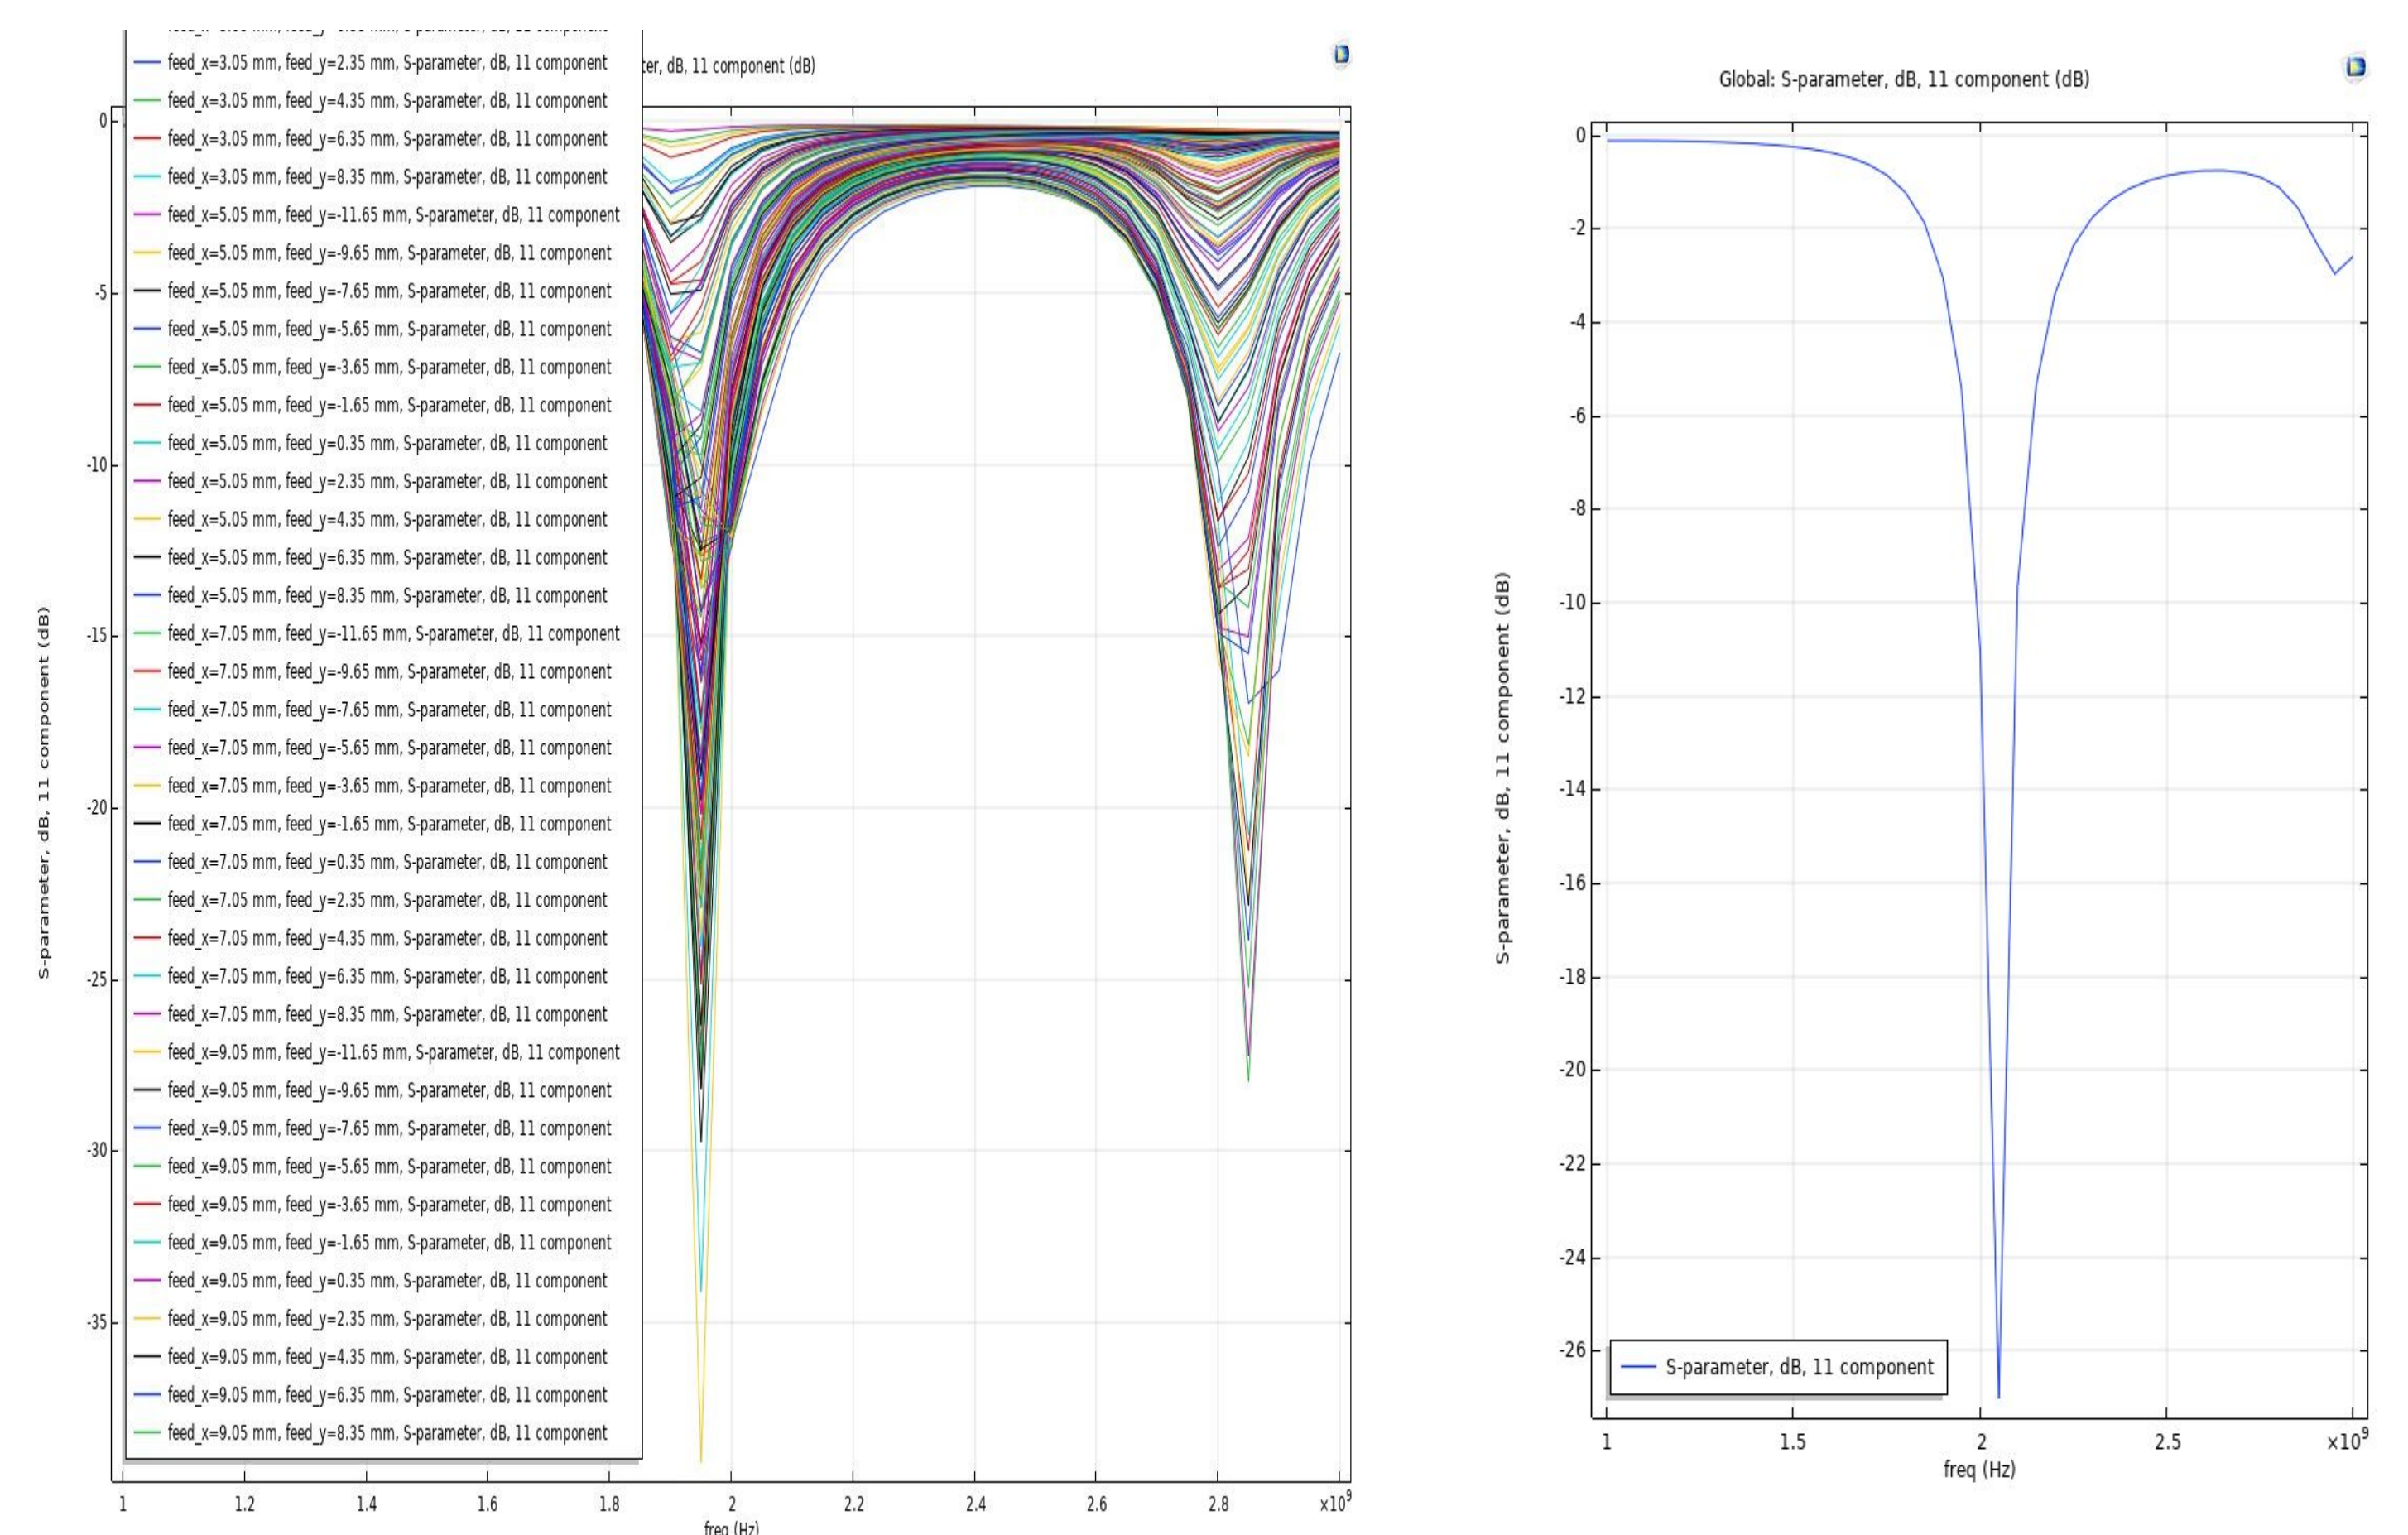 feed_x=3.05 mm, feed_y=2.35 mm, S-parameter, dB, 11 component
feed_x=3.05 mm, feed_y=4.35 mm, S-parameter, dB, 11 component
feed_x=3.05 mm, feed_y=6.35 mm, S-parameter, dB, 11 component
feed_x=3.05 mm, feed_y=8.35 mm, S-parameter, dB, 11 component
feed_x=5.05 mm, feed_y=-11.65 mm, S-parameter, dB, 11 component
feed_x=5.05 mm, feed_y=-9.65 mm, S-parameter, dB, 11 component
feed_x=5.05 mm, feed_y=-7.65 mm, S-parameter, dB, 11 component
feed_x=5.05 mm, feed_y=-5.65 mm, S-parameter, dB, 11 component
feed_x=5.05 mm, feed_y=-3.65 mm, S-parameter, dB, 11 component
feed_x=5.05 mm, feed_y=-1.65 mm, S-parameter, dB, 11 component
feed_x=5.05 mm, feed_y=0.35 mm, S-parameter, dB, 11 component
feed_x=5.05 mm, feed_y=2.35 mm, S-parameter, dB, 11 component
feed_x=5.05 mm, feed_y=4.35 mm, S-parameter, dB, 11 component
feed_x=5.05 mm, feed_y=6.35 mm, S-parameter, dB, 11 component
feed_x=5.05 mm, feed_y=8.35 mm, S-parameter, dB, 11 component
feed_x=7.05 mm, feed_y=-11.65 mm, S-parameter, dB, 11 component
feed_x=7.05 mm, feed_y=-9.65 mm, S-parameter, dB, 11 component
feed_x=7.05 mm, feed_y=-7.65 mm, S-parameter, dB, 11 component
feed_x=7.05 mm, feed_y=-5.65 mm, S-parameter, dB, 11 component
feed_x=7.05 mm, feed_y=-3.65 mm, S-parameter, dB, 11 component
feed_x=7.05 mm, feed_y=-1.65 mm, S-parameter, dB, 11 component
feed_x=7.05 mm, feed_y=0.35 mm, S-parameter, dB, 11 component
feed_x=7.05 mm, feed_y=2.35 mm, S-parameter, dB, 11 component
feed_x=7.05 mm, feed_y=4.35 mm, S-parameter, dB, 11 component
feed_x=7.05 mm, feed_y=6.35 mm, S-parameter, dB, 11 component
feed_x=7.05 mm, feed_y=8.35 mm, S-parameter, dB, 11 component
feed_x=9.05 mm, feed_y=-11.65 mm, S-parameter, dB, 11 component
feed_x=9.05 mm, feed_y=-9.65 mm, S-parameter, dB, 11 component
feed_x=9.05 mm, feed_y=-7.65 mm, S-parameter, dB, 11 component
feed_x=9.05 mm, feed_y=-5.65 mm, S-parameter, dB, 11 component
feed_x=9.05 mm, feed_y=-3.65 mm, S-parameter, dB, 11 component
feed_x=9.05 mm, feed_y=-1.65 mm, S-parameter, dB, 11 component
feed_x=9.05 mm, feed_y=0.35 mm, S-parameter, dB, 11 component
feed_x=9.05 mm, feed_y=2.35 mm, S-parameter, dB, 11 component
feed_x=9.05 mm, feed_y=4.35 mm, S-parameter, dB, 11 component
feed_x=9.05 mm, feed_y=6.35 mm, S-parameter, dB, 11 component
feed_x=9.05 mm, feed_y=8.35 mm, S-parameter, dB, 11 component
ter, dB, 11 component (dB)
S-parameter, dB, 11 component (dB)
0
-5
-10
-15
-20
-25
-30
-35
1 1.2 1.4 1.6 1.8 2 2.2 2.4 2.6 2.8 ×10⁹
freq (Hz)
Global: S-parameter, dB, 11 component (dB)
S-parameter, dB, 11 component (dB)
0
-2
-4
-6
-8
-10
-12
-14
-16
-18
-20
-22
-24
-26
S-parameter, dB, 11 component
1 1.5 2 2.5 ×10⁹
freq (Hz)